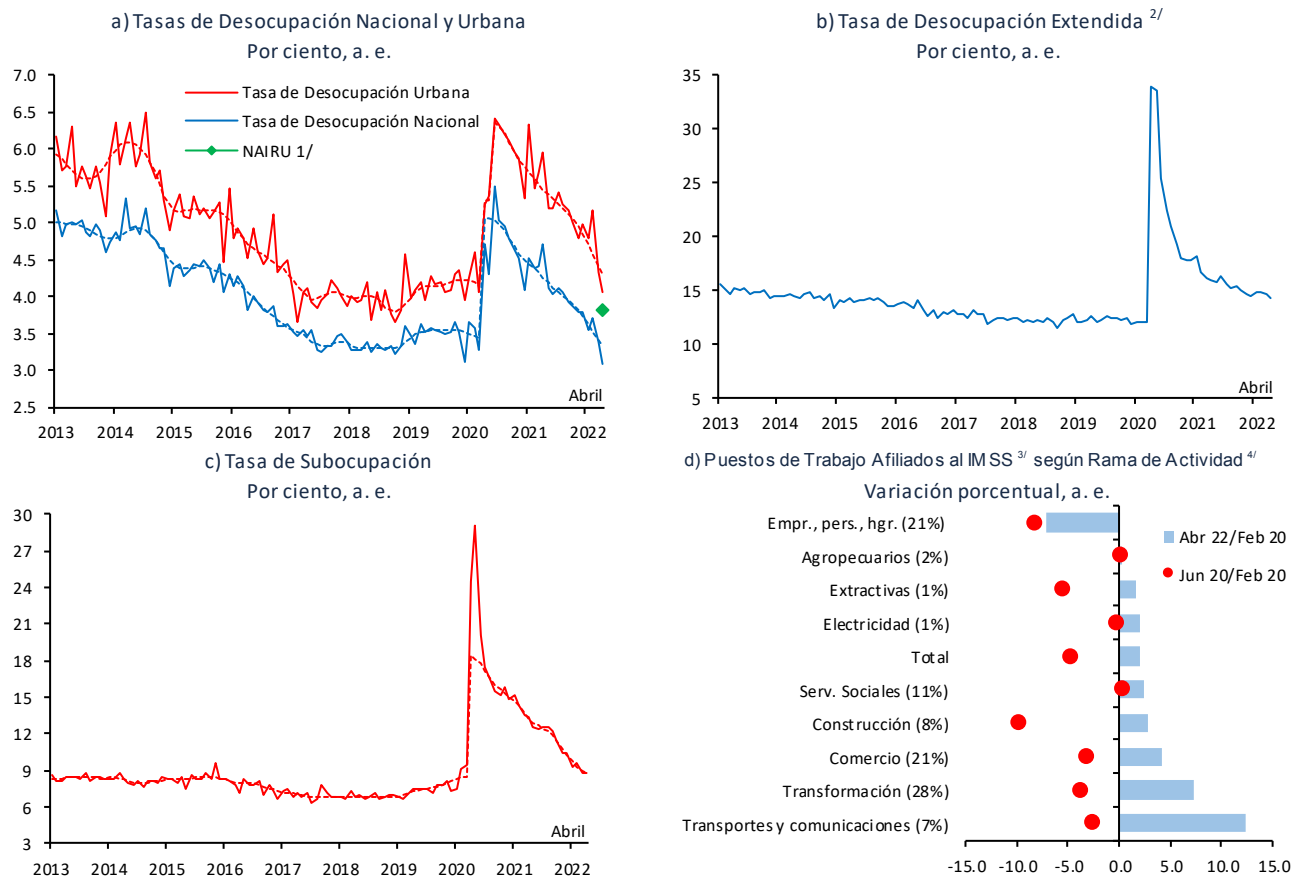 a) Tasas de Desocupación Nacional y Urbana
Por ciento, a. e.
7.0
6.5
6.0
5.5
5.0
4.5
4.0
3.5
3.0
2.5
Tasa de Desocupación Urbana
Tasa de Desocupación Nacional
NAIRU 1/
Abril
2013 2014 2015 2016 2017 2018 2019 2020 2021 2022
b) Tasa de Desocupación Extendida 2/
Por ciento, a. e.
35
30
25
20
15
10
5
Abril
2013 2014 2015 2016 2017 2018 2019 2020 2021 2022
c) Tasa de Subocupación
Por ciento, a. e.
30
27
24
21
18
15
12
9
6
3
Abril
2013 2014 2015 2016 2017 2018 2019 2020 2021 2022
d) Puestos de Trabajo Afiliados al IMSS 3/ según Rama de Actividad 4/
Variación porcentual, a. e.
Empr., pers., hgr. (21%)
Agropecuarios (2%)
Extractivas (1%)
Electricidad (1%)
Total
Serv. Sociales (11%)
Construcción (8%)
Comercio (21%)
Transformación (28%)
Transportes y comunicaciones (7%)
Abr 22/Feb 20
Jun 20/Feb 20
-15.0 -10.0 -5.0 0.0 5.0 10.0 15.0